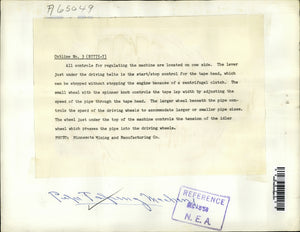 A65049
Cutline No. 3 (87775-3)
All controls for regulating the machine are located on one side. The lever
just under the driving belts is the start/stop control for the tape head, which
can be stopped without stopping the engine because of a centrifugal clutch. The
small wheel with the spinner knob controls the tape lap width by adjusting the
speed of the pipe through the tape head. The larger wheel beneath the pipe con-
trols the speed of the driving wheels to accommodate larger or smaller pipe sizes.
The wheel just under the top of the machine controls the tension of the idler
wheel which presses the pipe into the driving wheels.
PHOTO: Minnesota Mining and Manufacturing Co.
Pipe Machine
REFERENCE
N.E.A.